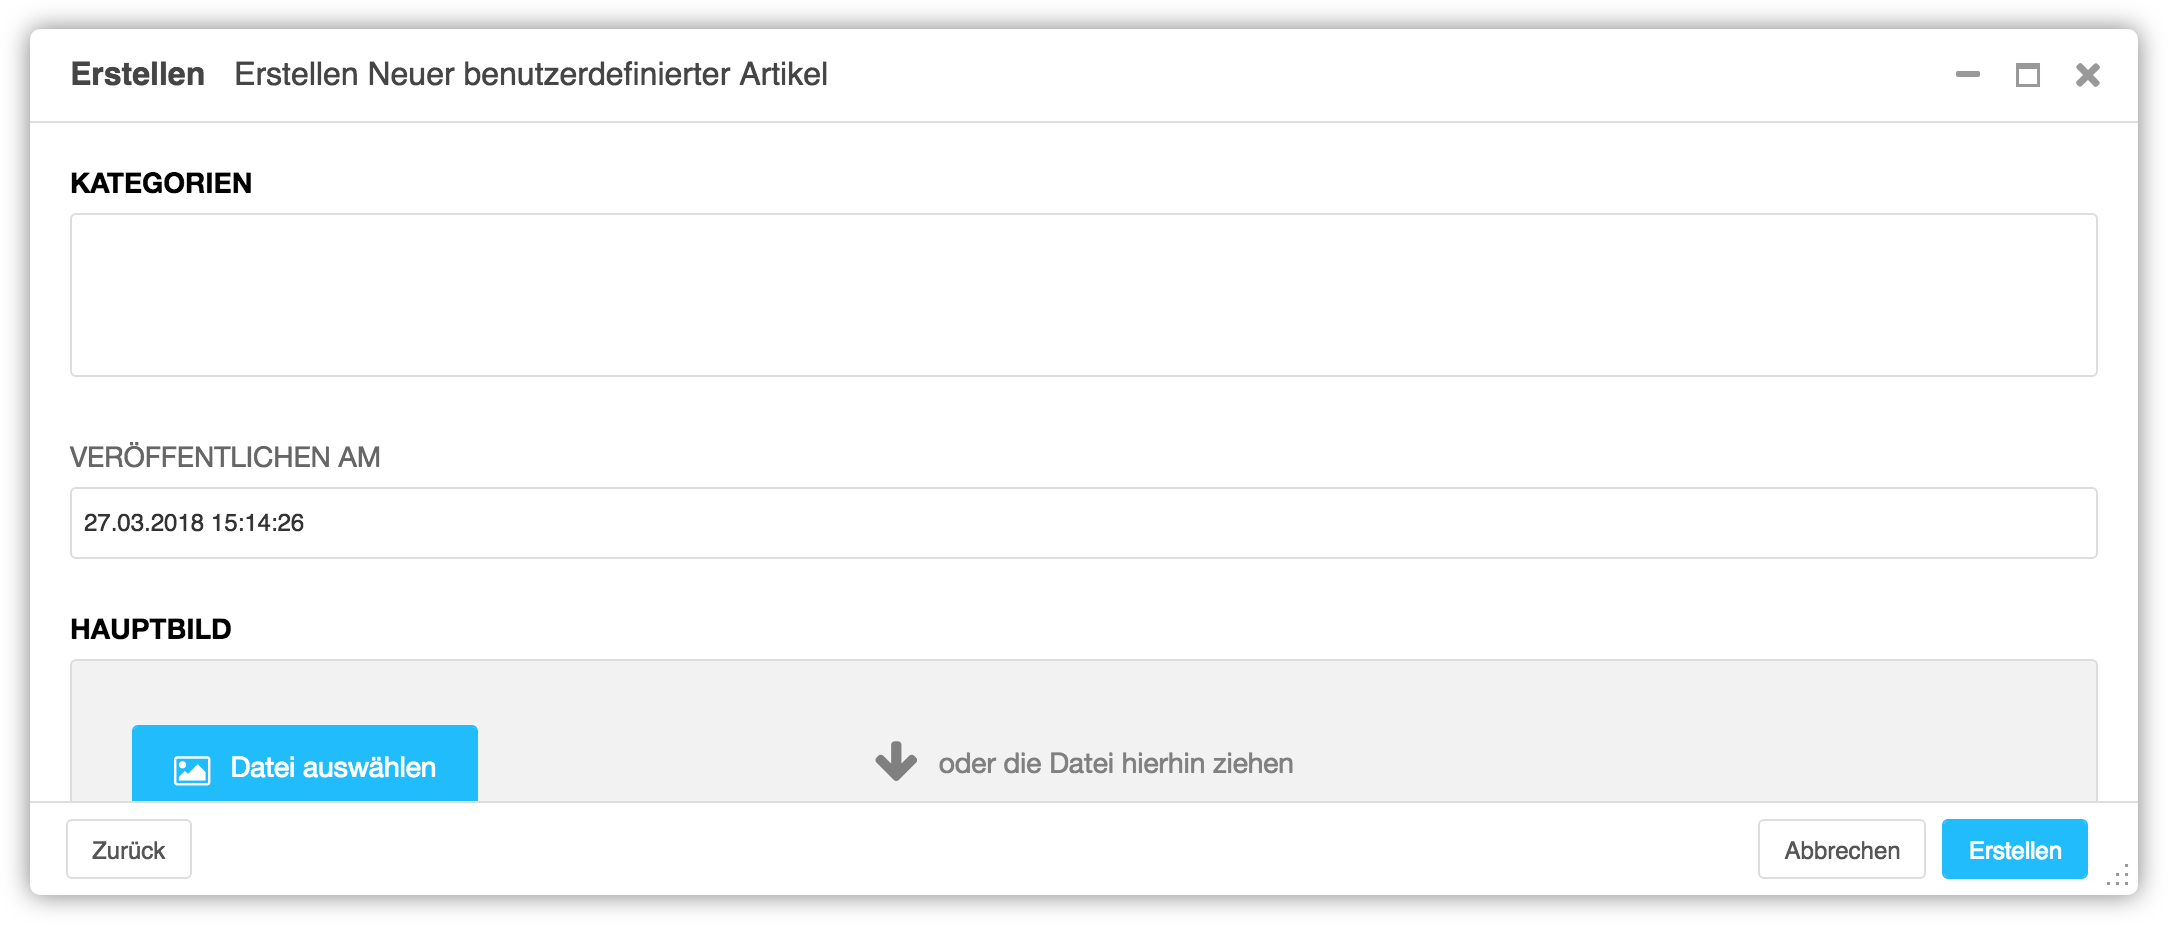 Erstellen Erstellen Neuer benutzerdefinierter Artikel
KATEGORIEN
VERÖFFENTLICHEN AM
27.03.2018 15:14:26
HAUPTBILD
Datei auswählen
oder die Datei hierhin ziehen
Zurück
Abbrechen
Erstellen